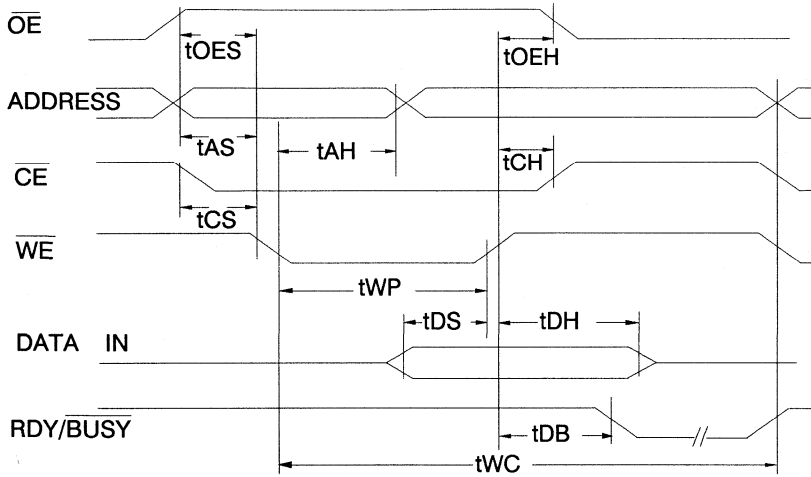 OE
tOES
tOEH
ADDRESS
tAS
tAH
tCH
CE
tCS
WE
tWP
tDS
tDH
DATA IN
RDY/BUSY
tDB
tWC